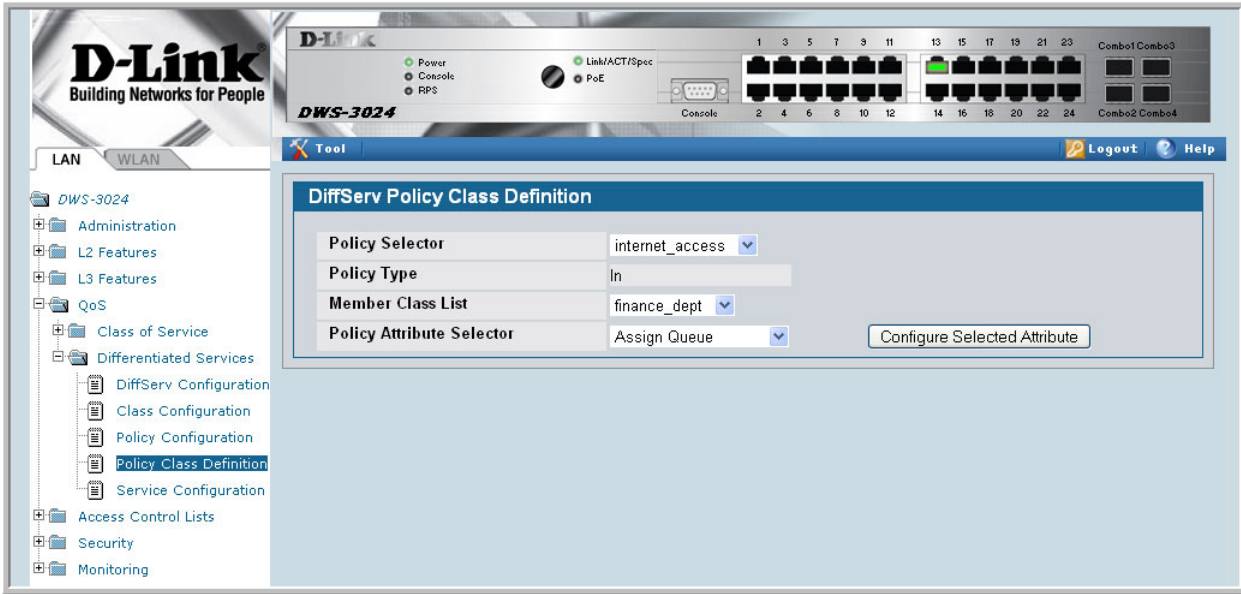 D-Link
Building Networks for People
D-Link
Power
Console
RPS
Link/ACT/Spec
PoE
Console
DWS-3024
1 3 5 7 9 11 13 15 17 19 21 23
Combo1 Combo3
2 4 6 8 10 12 14 16 18 20 22 24
Combo2 Combo4
LAN
WLAN
Tool
Logout
Help
DWS-3024
Administration
L2 Features
L3 Features
QoS
Class of Service
Differentiated Services
DiffServ Configuration
Class Configuration
Policy Configuration
Policy Class Definition
Service Configuration
Access Control Lists
Security
Monitoring
DiffServ Policy Class Definition
Policy Selector internet_access
Policy Type In
Member Class List finance_dept
Policy Attribute Selector Assign Queue Configure Selected Attribute